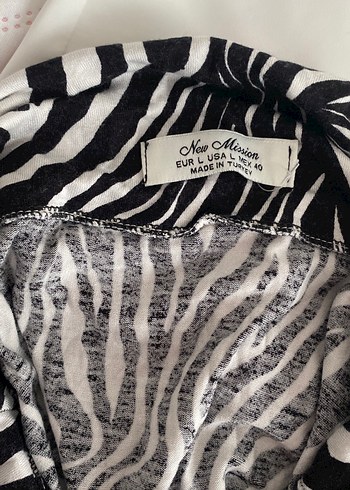 New Mission
EUR L USA L MEX 40
MADE IN TURKEY